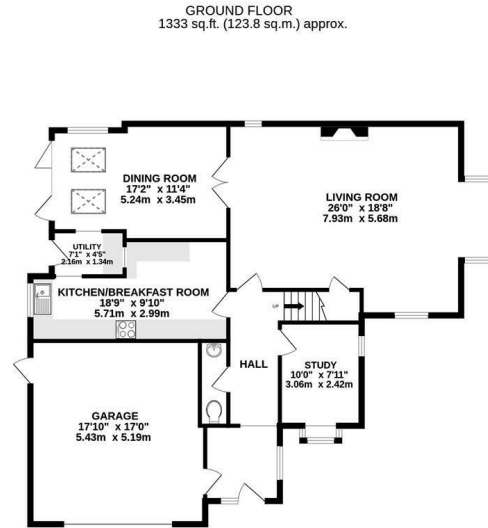 GROUND FLOOR
1333 sq.ft. (123.8 sq.m.) approx.
DINING ROOM
17'2" x 11'4"
5.24m x 3.45m
LIVING ROOM
26'0" x 18'8"
7.93m x 5.68m
UTILITY
7'1" x 4'5"
2.16m x 1.34m
KITCHEN/BREAKFAST ROOM
18'9" x 9'10"
5.71m x 2.99m
UP
HALL
STUDY
10'0" x 7'11"
3.06m x 2.42m
GARAGE
17'10" x 17'0"
5.43m x 5.19m